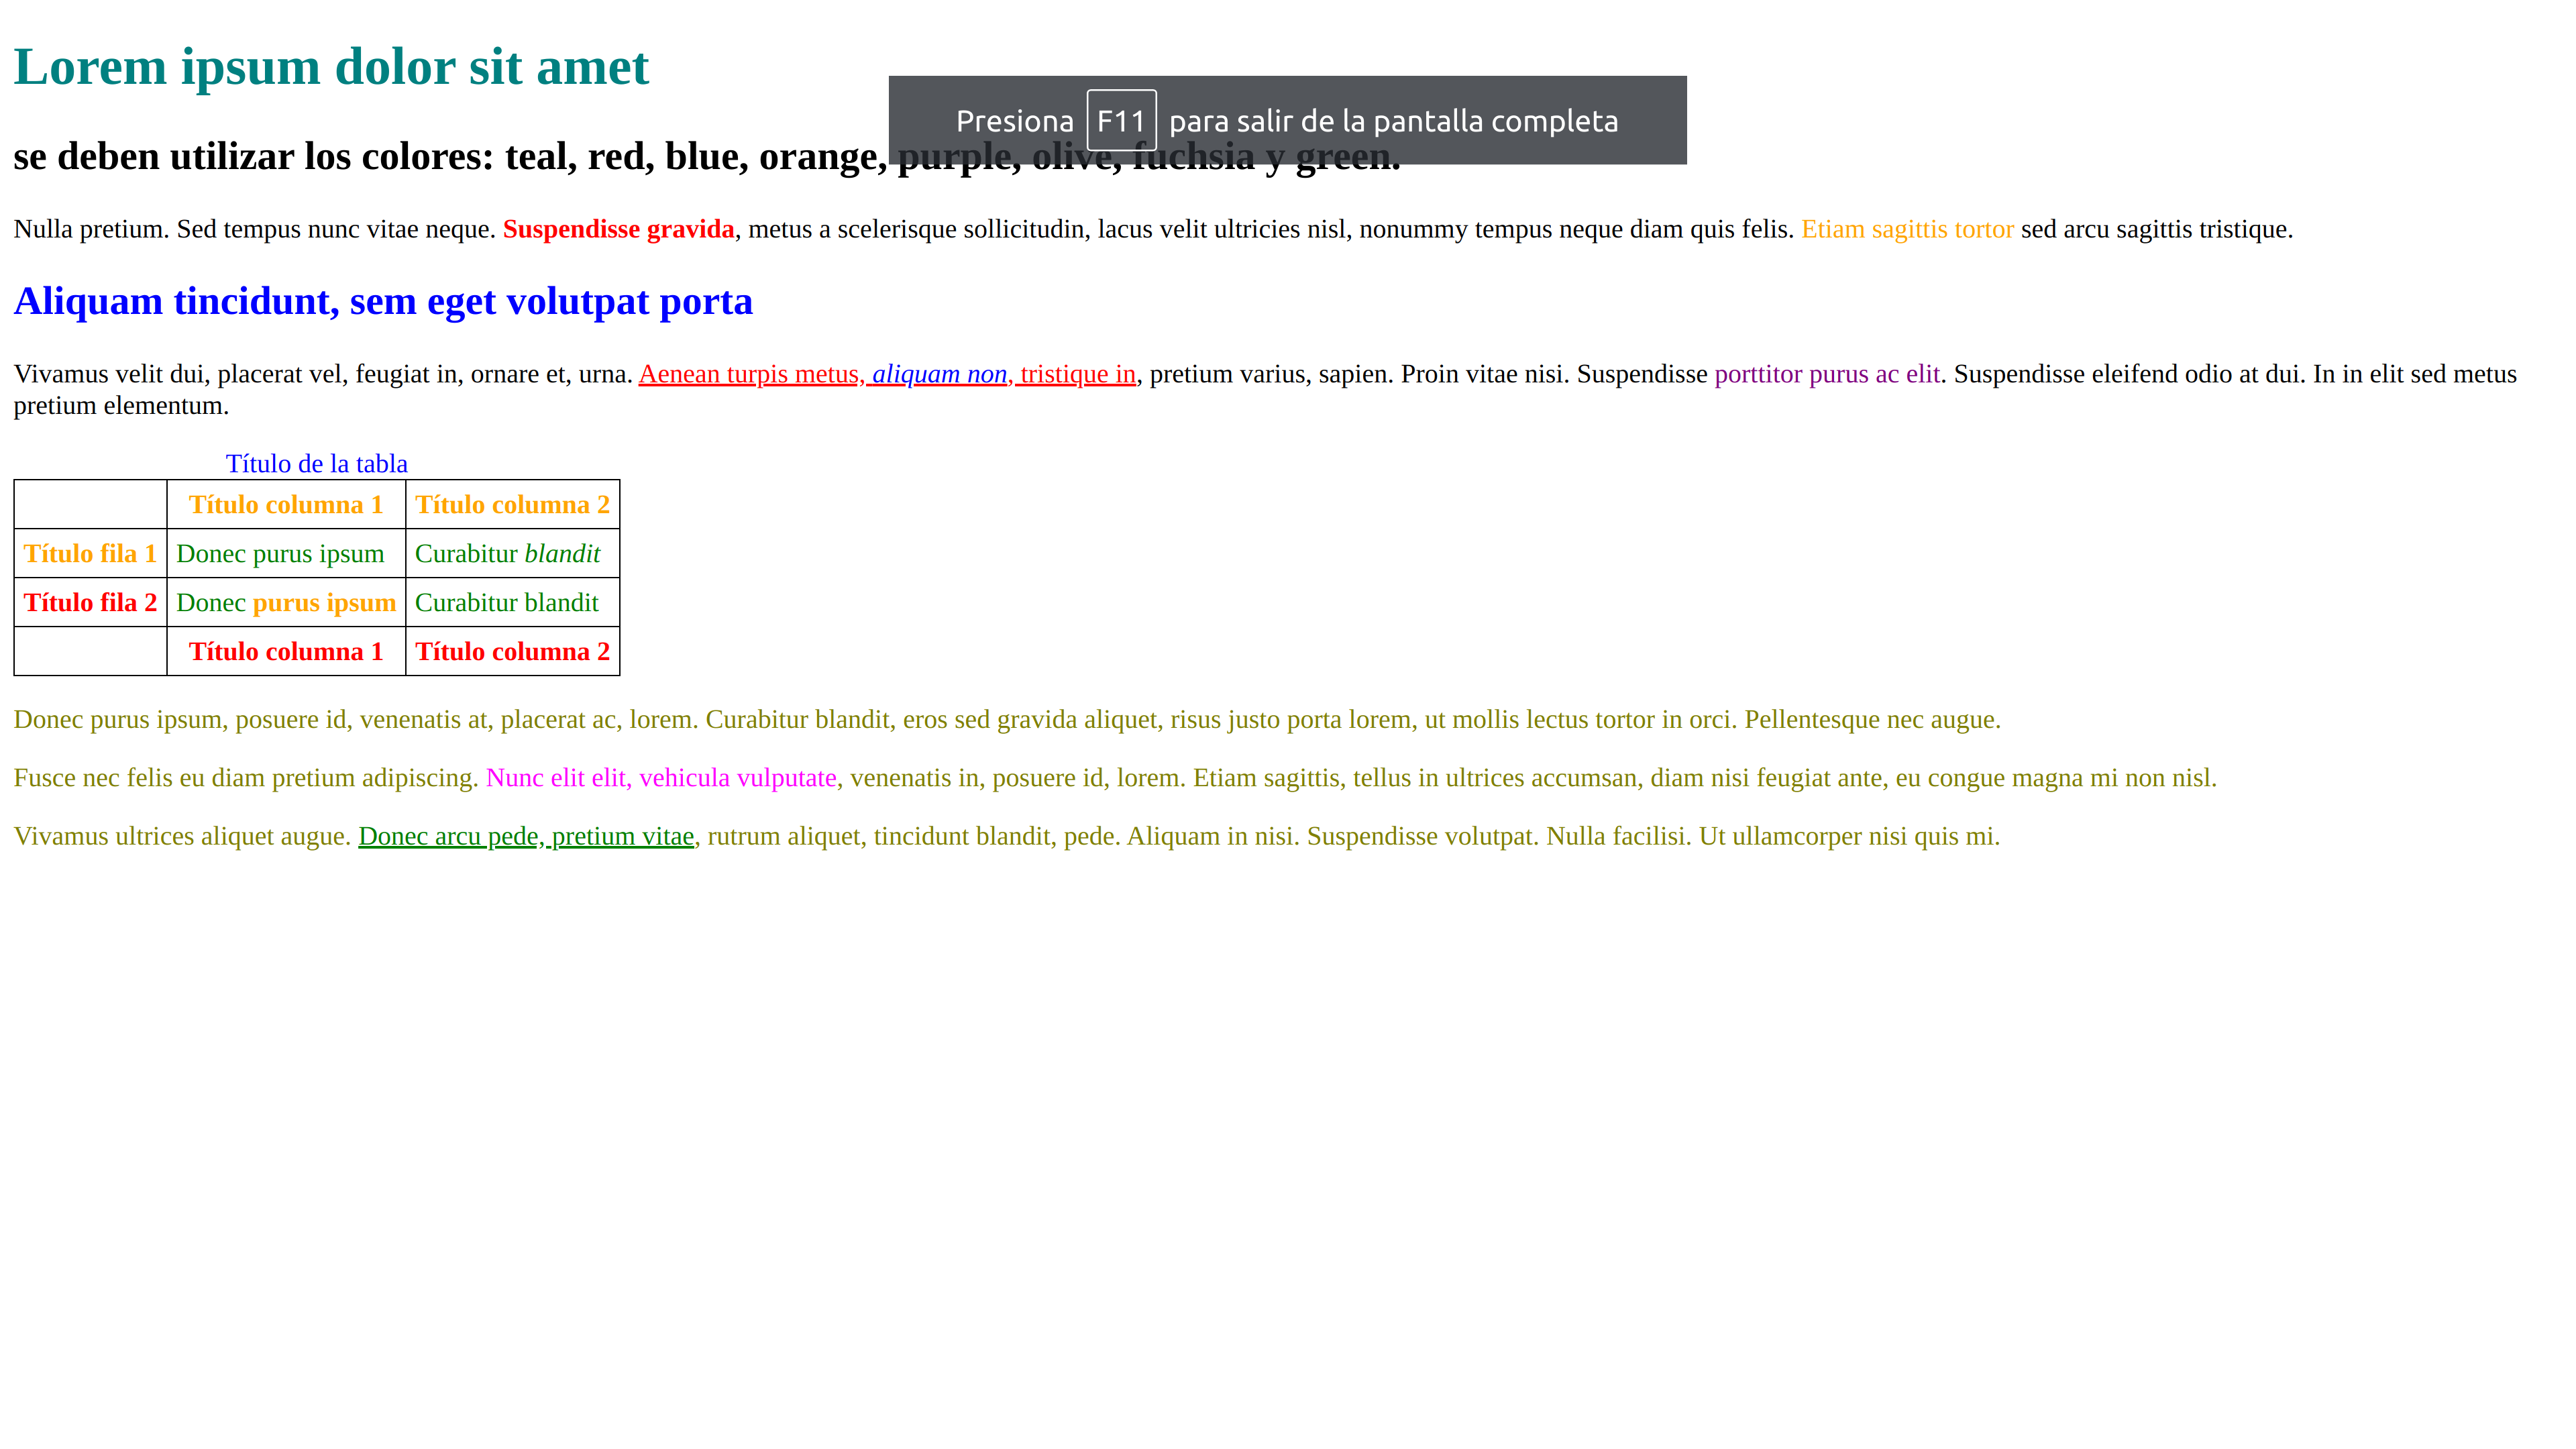 Lorem ipsum dolor sit amet
Presiona F11 para salir de la pantalla completa
se deben utilizar los colores: teal, red, blue, orange, purple, olive, fuchsia y green.
Nulla pretium. Sed tempus nunc vitae neque. Suspendisse gravida, metus a scelerisque sollicitudin, lacus velit ultricies nisl, nonummy tempus neque diam quis felis. Etiam sagittis tortor sed arcu sagittis tristique.
Aliquam tincidunt, sem eget volutpat porta
Vivamus velit dui, placerat vel, feugiat in, ornare et, urna. Aenean turpis metus, aliquam non, tristique in, pretium varius, sapien. Proin vitae nisi. Suspendisse porttitor purus ac elit. Suspendisse eleifend odio at dui. In in elit sed metus
pretium elementum.
Título de la tabla
Título columna 1 Título columna 2
Título fila 1 Donec purus ipsum Curabitur blandit
Título fila 2 Donec purus ipsum Curabitur blandit
Título columna 1 Título columna 2
Donec purus ipsum, posuere id, venenatis at, placerat ac, lorem. Curabitur blandit, eros sed gravida aliquet, risus justo porta lorem, ut mollis lectus tortor in orci. Pellentesque nec augue.
Fusce nec felis eu diam pretium adipiscing. Nunc elit elit, vehicula vulputate, venenatis in, posuere id, lorem. Etiam sagittis, tellus in ultrices accumsan, diam nisi feugiat ante, eu congue magna mi non nisl.
Vivamus ultrices aliquet augue. Donec arcu pede, pretium vitae, rutrum aliquet, tincidunt blandit, pede. Aliquam in nisi. Suspendisse volutpat. Nulla facilisi. Ut ullamcorper nisi quis mi.